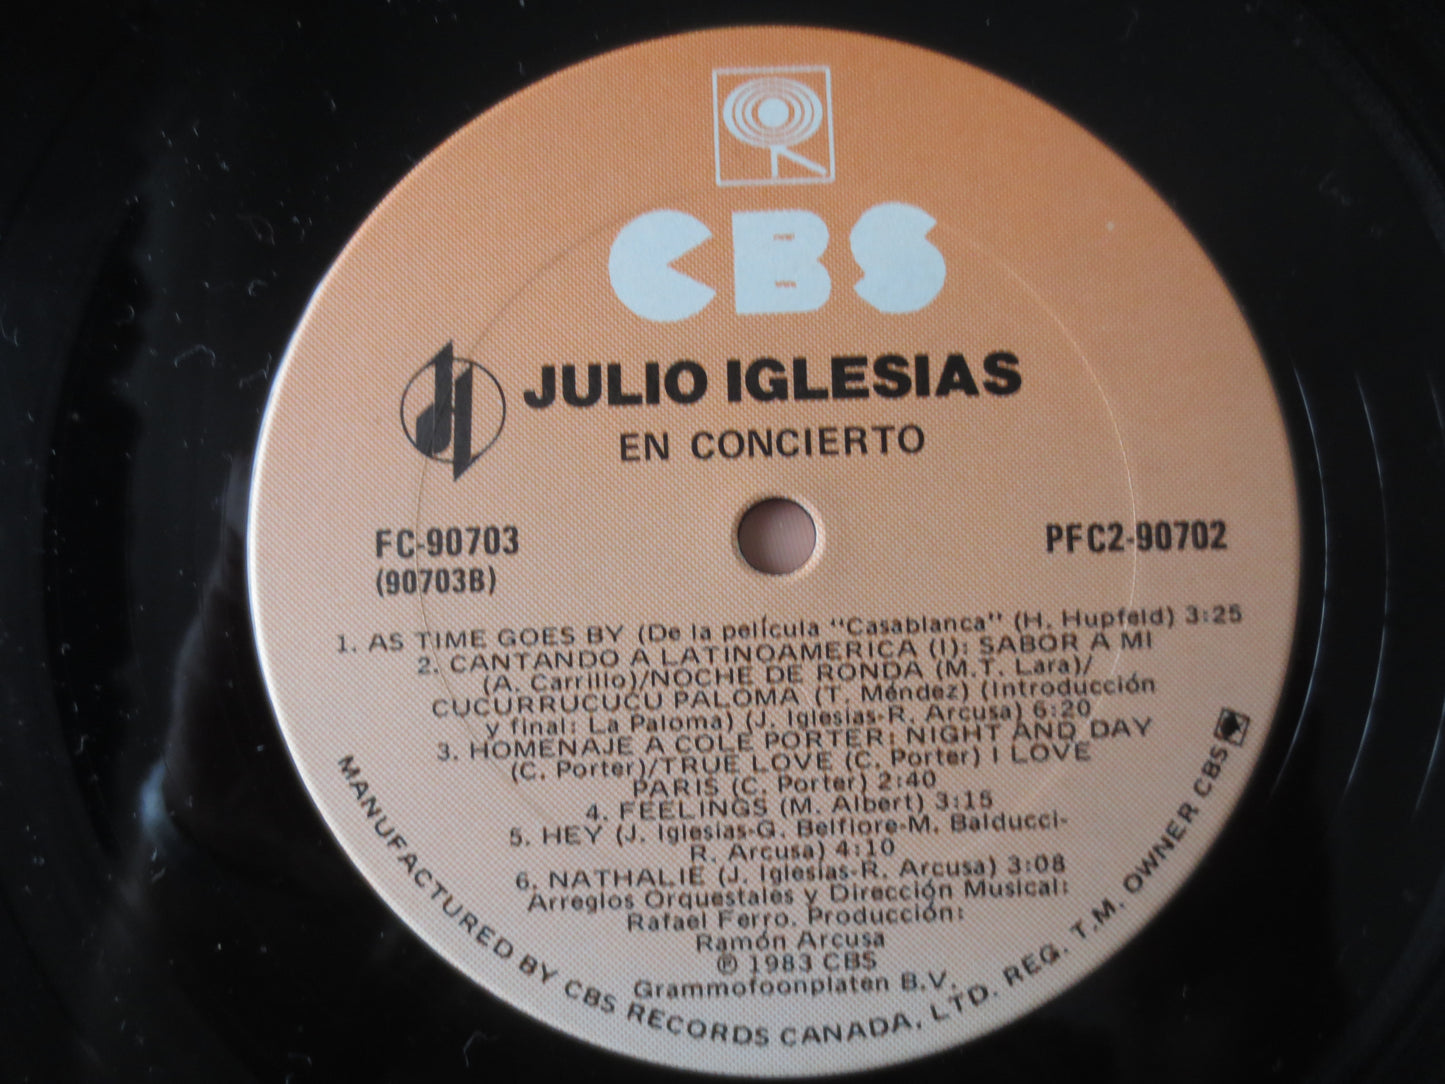 CBS
JULIO IGLESIAS
EN CONCIERTO
FC-90703
(90703B)
PFC2-90702
1. AS TIME GOES BY (De la película "Casablanca" (H. Hupfeld) 3:25
2. CANTANDO A LATINOAMERICA (I): SABOR A MI
(A. Carrillo)/NOCHE DE RONDA (M.T. Lara)/
CUCURRUCUCU PALOMA (T. Méndez) (Introducción
y final: La Paloma) (J. Iglesias-R. Arcusa) 6:20
3. HOMENAJE A COLE PORTER: NIGHT AND DAY
(C. Porter)/TRUE LOVE (C. Porter) I LOVE
PARIS (C. Porter) 2:40
4. FEELINGS (M. Albert) 3:15
5. HEY (J. Iglesias-G. Belfiore-M. Balducci-
R. Arcusa) 4:10
6. NATHALIE (J. Iglesias-R. Arcusa) 3:08
Arreglos Orquestales y Dirección Musical:
Rafael Ferro. Producción:
Ramón Arcusa
℗ 1983 CBS
Grammofoonplaten B.V.
MANUFACTURED BY CBS RECORDS CANADA, LTD. REG. T.M. OWNER CBS